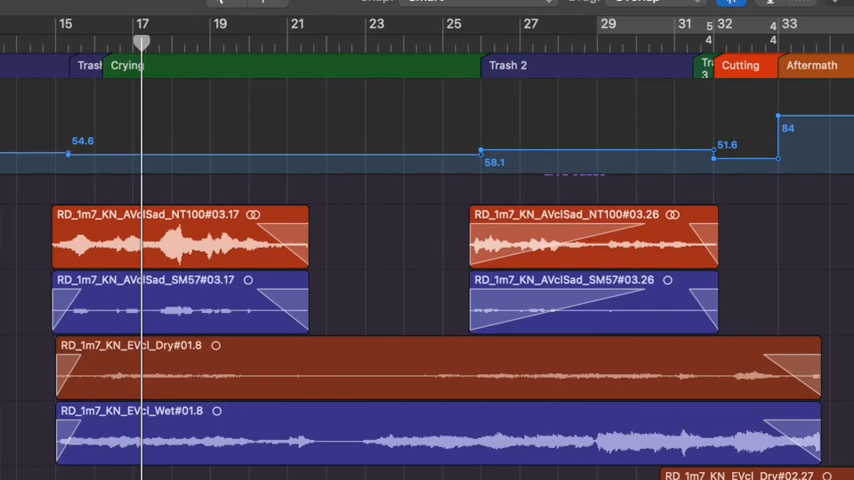 15 17 19 21 23 25 27 29 31 5 4 32 4 4 33
Crying Trash 2 3 Cutting Aftermath
54.6 58.1 51.6 84
RD_1m7_KN_AVclSad_NT100#03.17 RD_1m7_KN_AVclSad_NT100#03.26
RD_1m7_KN_AVclSad_SM57#03.17 RD_1m7_KN_AVclSad_SM57#03.26
RD_1m7_KN_EVcl_Dry#01.8
RD_1m7_KN_EVcl_Wet#01.8
RD_1m7_KN_EVcl_Dry#02.27